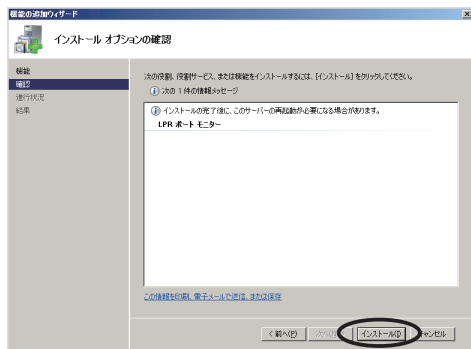 機能の追加ウィザード
インストール オプションの確認
機能
確認
進行状況
結果
次の役割、役割サービス、または機能をインストールするには、[インストール] をクリックしてください。
次の 1 件の情報メッセージ
インストールの完了後に、このサーバーの再起動が必要になる場合があります。
LPR ポート モニター
この情報を印刷、電子メールで送信、または保存
< 前へ(P)
次へ(N)
インストール(I)
キャンセル